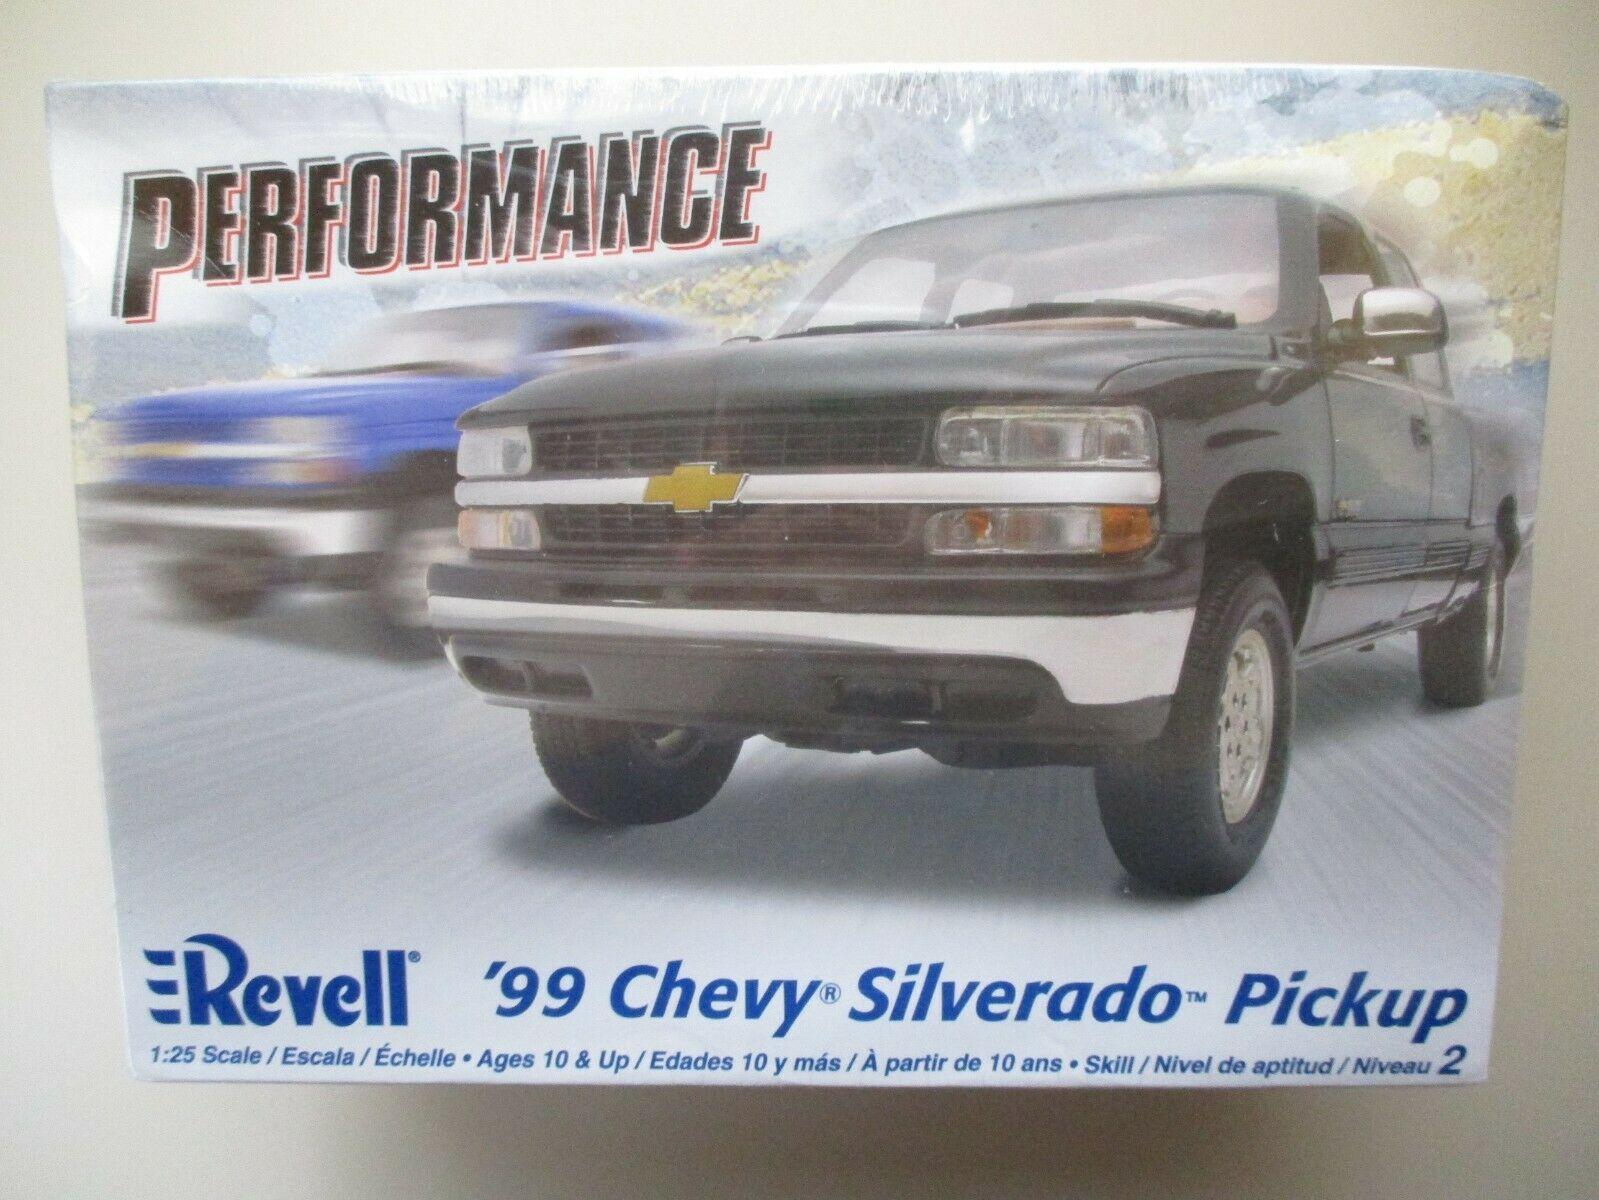 PERFORMANCE
Revell® '99 Chevy® Silverado™ Pickup
1:25 Scale / Escala / Échelle • Ages 10 & Up / Edades 10 y más / À partir de 10 ans • Skill / Nivel de aptitud / Niveau 2